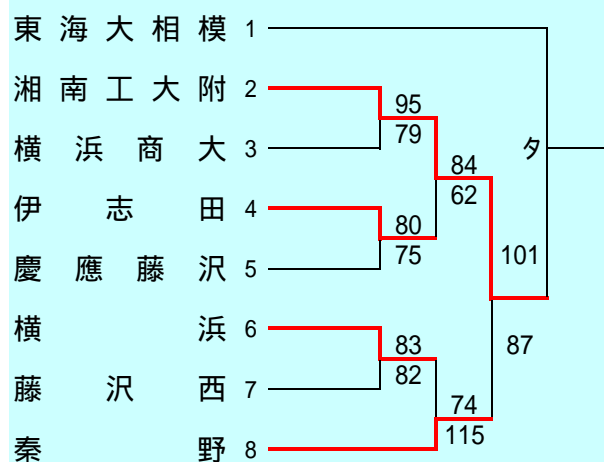 東海大相模 1
湘南工大附 2
95
79
横浜商大 3
84
62
タ
伊志田 4
80
75
慶應藤沢 5
101
横浜 6
83
82
87
藤沢西 7
74
115
秦野 8